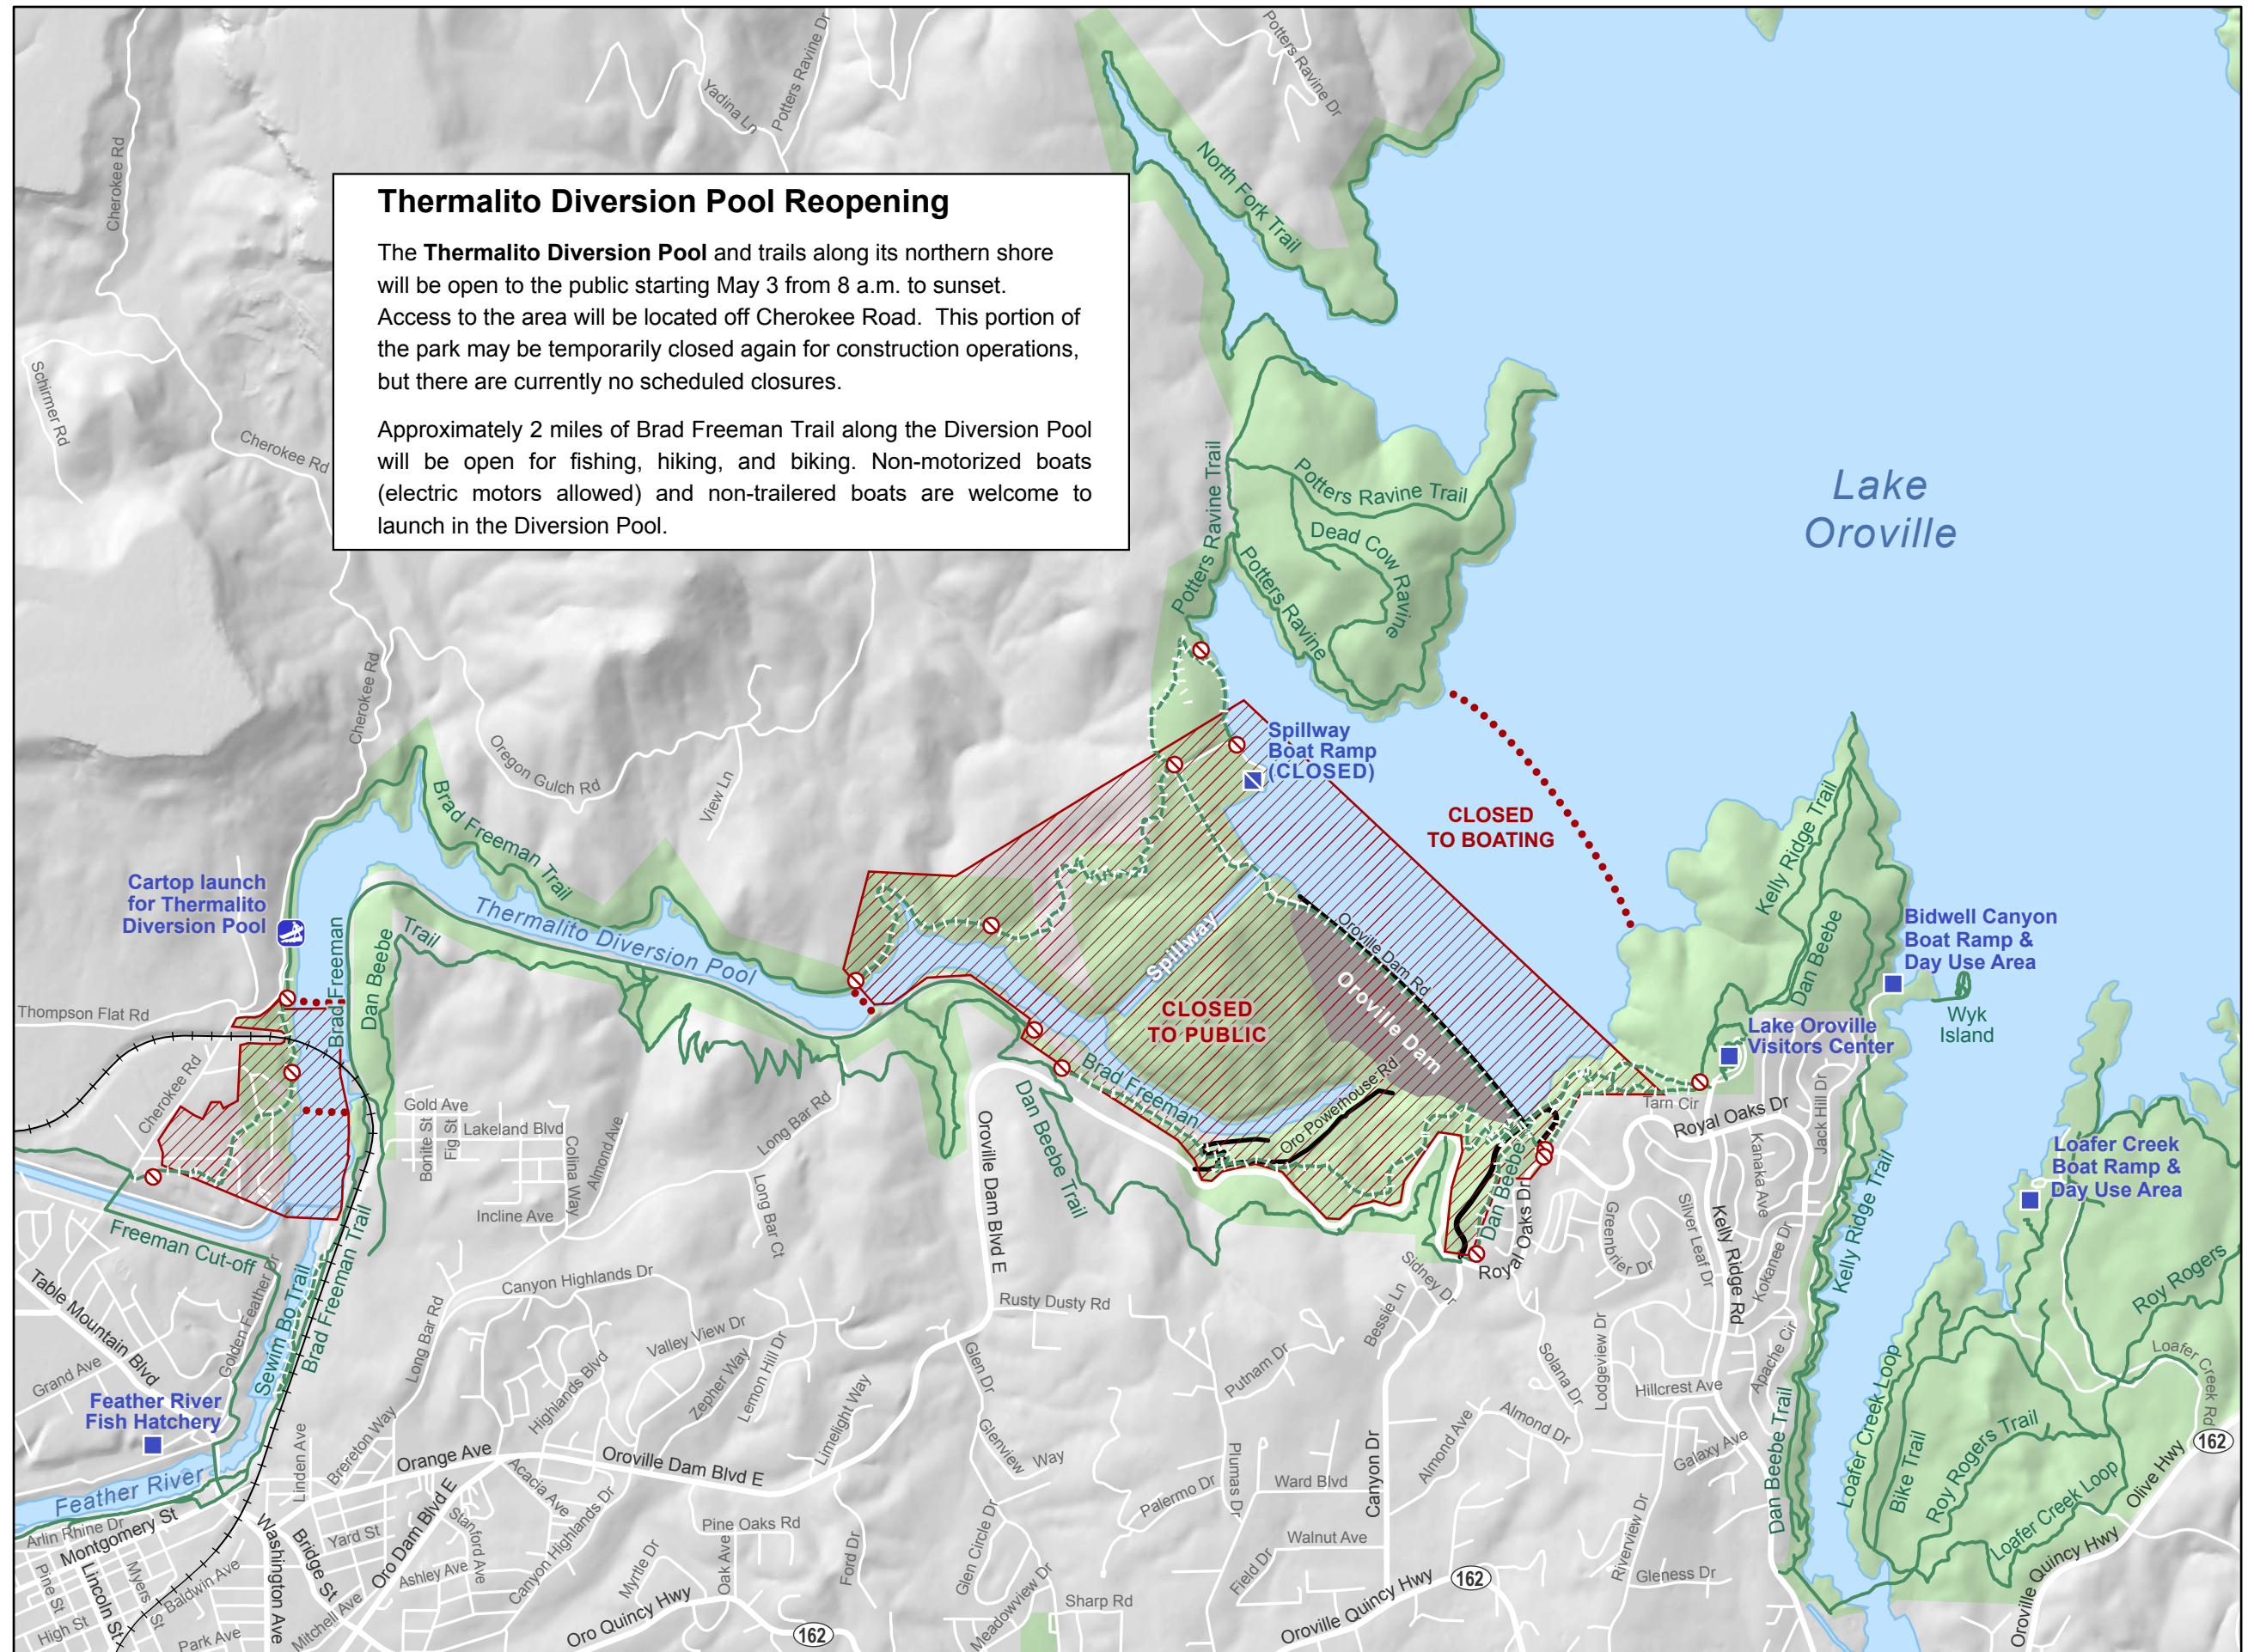 Thermalito Diversion Pool Reopening
The Thermalito Diversion Pool and trails along its northern shore
will be open to the public starting May 3 from 8 a.m. to sunset.
Access to the area will be located off Cherokee Road. This portion of
the park may be temporarily closed again for construction operations,
but there are currently no scheduled closures.
Approximately 2 miles of Brad Freeman Trail along the Diversion Pool
will be open for fishing, hiking, and biking. Non-motorized boats
(electric motors allowed) and non-trailered boats are welcome to
launch in the Diversion Pool.
Cherokee Rd
Yadina Ln
Potters Ravine Dr
Potters Ravine Dr
North Fork Trail
Schirmer Rd
Cherokee Rd
Lake
Oroville
Potters Ravine Trail
Potters Ravine Trail
Dead Cow
Ravine
Potters Ravine
Cherokee Rd
Oregon Gulch Rd
View Ln
Spillway
Boat Ramp
(CLOSED)
CLOSED
TO BOATING
Kelly Ridge Trail
Dan Beebe
Brad Freeman Trail
Cartop launch
for Thermalito
Diversion Pool
Thermalito Diversion Pool
Brad Freeman
Dan Beebe
Trail
Spillway
Oroville Dam Rd
Oroville Dam
CLOSED
TO PUBLIC
Bidwell Canyon
Boat Ramp &
Day Use Area
Wyk
Island
Lake Oroville
Visitors Center
Thompson Flat Rd
Cherokee Rd
Gold Ave
Lakeland Blvd
Bonite St
Fig St
Colina Way
Almond Ave
Incline Ave
Long Bar Rd
Long Bar Ct
Oroville Dam Blvd E
Dan Beebe Trail
Brad Freeman
Oro Powerhouse Rd
Dan Beebe
Royal Oaks Dr
Tarn Cir
Royal Oaks Dr
Jack Hill Dr
Kanaka Ave
Silver Leaf Dr
Kelly Ridge Rd
Kokanee Dr
Greenbrier Dr
Kelly Ridge Trail
Loafer Creek
Boat Ramp &
Day Use Area
Roy Rogers
Loafer
Creek Rd
Freeman Cut-off
Golden Feather Dr
Sewim Bo Trail
Brad Freeman Trail
Table Mountain Blvd
Grand Ave
Canyon Highlands Dr
Long Bar Rd
Valley View Dr
Highlands Blvd
Zepher Way
Lemon Hill Dr
Limelight Way
Rusty Dusty Rd
Glen Dr
Glenview
Way
Sidney Dr
Bessie Ln
Putnam Dr
Solana Dr
Lodgeview Dr
Hillcrest Ave
Apache Cir
Galaxy Ave
Almond Dr
Almond Ave
Feather River
Fish Hatchery
Feather River
Arlin Rhine Dr
Montgomery St
Linden Ave
Brereton Way
Orange Ave
Oroville Dam Blvd E
Acacia Ave
Oro Dam Blvd E
Stanford Ave
Canyon Highlands Dr
Yard St
Ashley Ave
Bridge St
Washington Ave
Mitchell Ave
Baldwin Ave
Park Ave
Myers St
Lincoln St
Pine St
High St
Myrtle Dr
Pine Oaks Rd
Oak Ave
Ford Dr
Oro Quincy Hwy
162
Glen Circle Dr
Meadowview Dr
Sharp Rd
Palermo Dr
Plumas Dr
Ward Blvd
Walnut Ave
Field Dr
Canyon Dr
Oroville Quincy Hwy
162
Riverview Dr
Gleness Dr
Dan Beebe Trail
Loafer Creek Loop
Bike Trail
Roy Rogers Trail
Loafer Creek Loop
Olive Hwy
162
Oroville Quincy Hwy